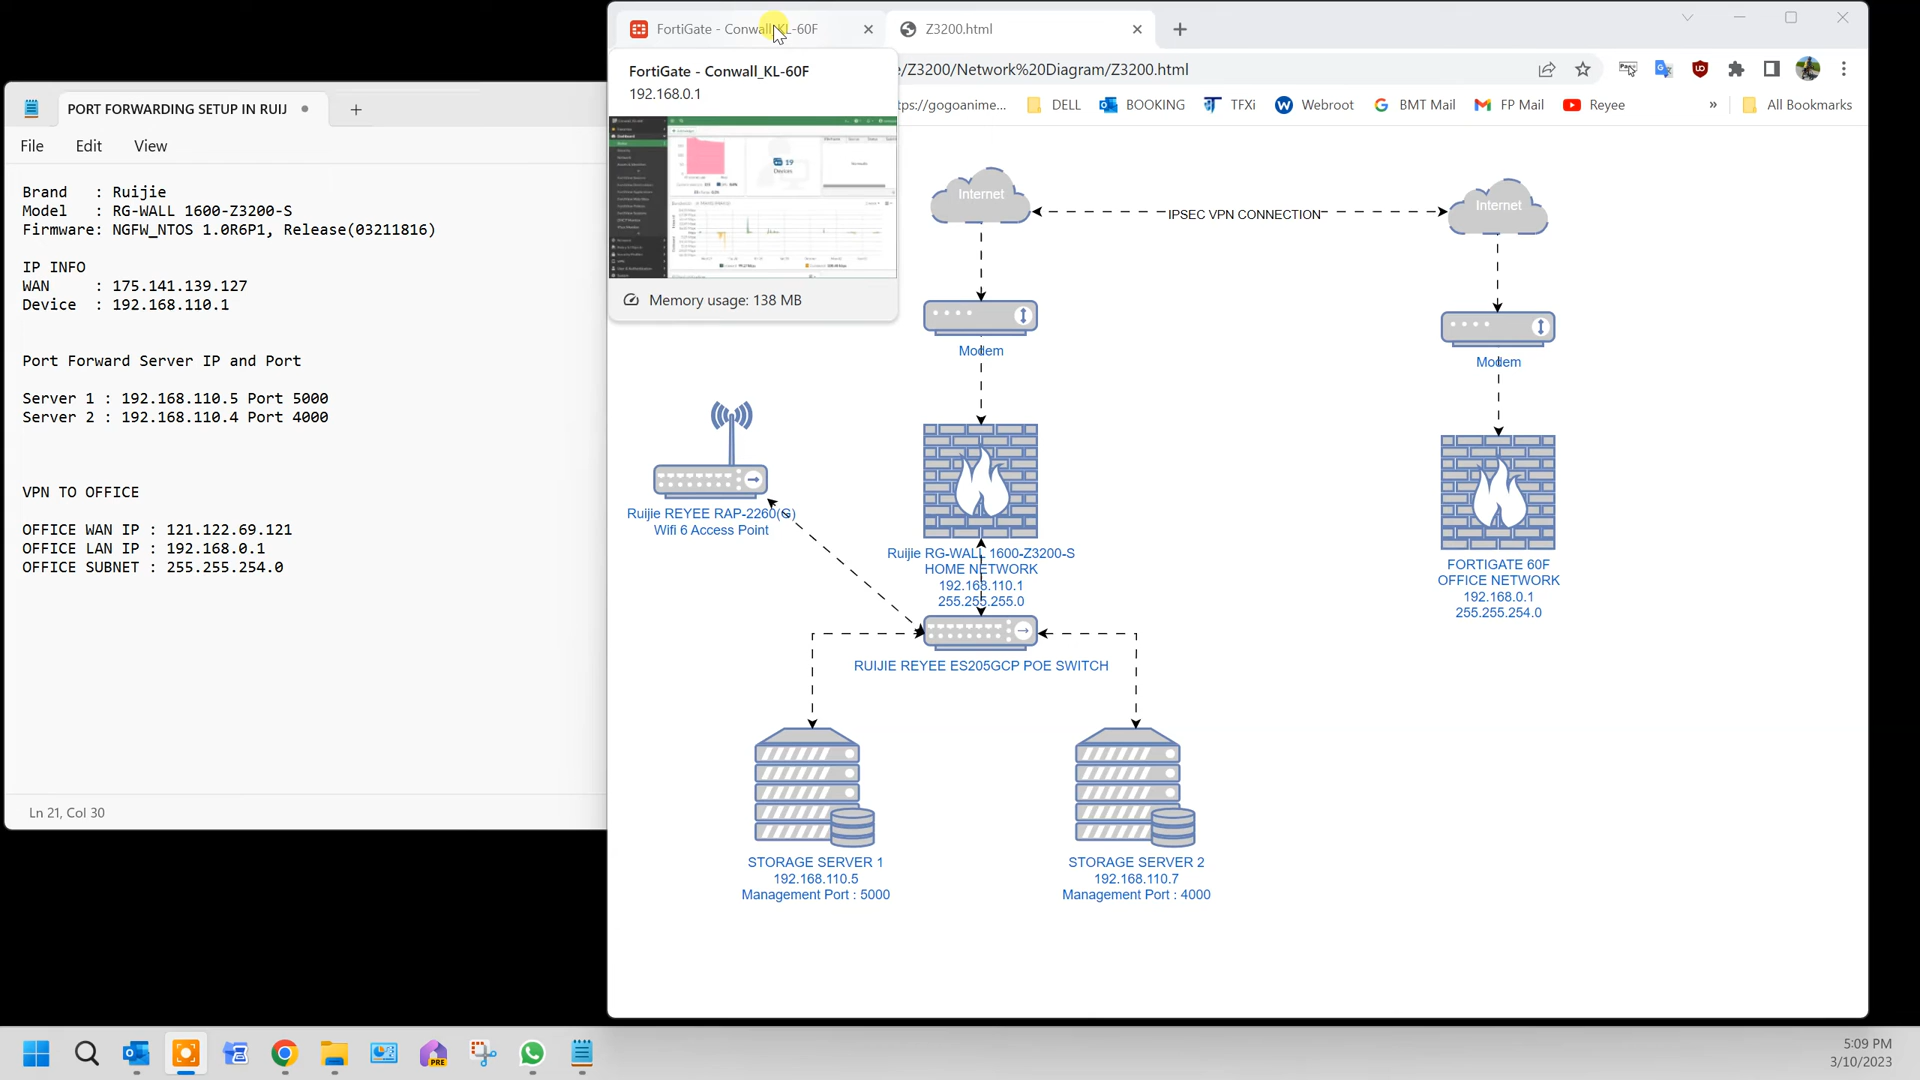 FortiGate - Conwall_KL-60F
Z3200.html
FortiGate - Conwall_KL-60F
192.168.0.1
19
Memory usage: 138 MB
/Z3200/Network%20Diagram/Z3200.html
ps://gogoanime...
DELL
BOOKING
TFXi
Webroot
BMT Mail
FP Mail
Reyee
»
All Bookmarks
PORT FORWARDING SETUP IN RUIJ
File Edit View
Brand : Ruijie
Model : RG-WALL 1600-Z3200-S
Firmware: NGFW_NTOS 1.0R6P1, Release(03211816)
IP INFO
WAN : 175.141.139.127
Device : 192.168.110.1
Port Forward Server IP and Port
Server 1 : 192.168.110.5 Port 5000
Server 2 : 192.168.110.4 Port 4000
VPN TO OFFICE
OFFICE WAN IP : 121.122.69.121
OFFICE LAN IP : 192.168.0.1
OFFICE SUBNET : 255.255.254.0
Ln 21, Col 30
Internet
IPSEC VPN CONNECTION
Internet
Modem
Modem
Ruijie REYEE RAP-2260(G)
Wifi 6 Access Point
Ruijie RG-WALL 1600-Z3200-S
HOME NETWORK
192.168.110.1
255.255.255.0
FORTIGATE 60F
OFFICE NETWORK
192.168.0.1
255.255.254.0
RUIJIE REYEE ES205GCP POE SWITCH
STORAGE SERVER 1
192.168.110.5
Management Port : 5000
STORAGE SERVER 2
192.168.110.7
Management Port : 4000
PRE
5:09 PM
3/10/2023